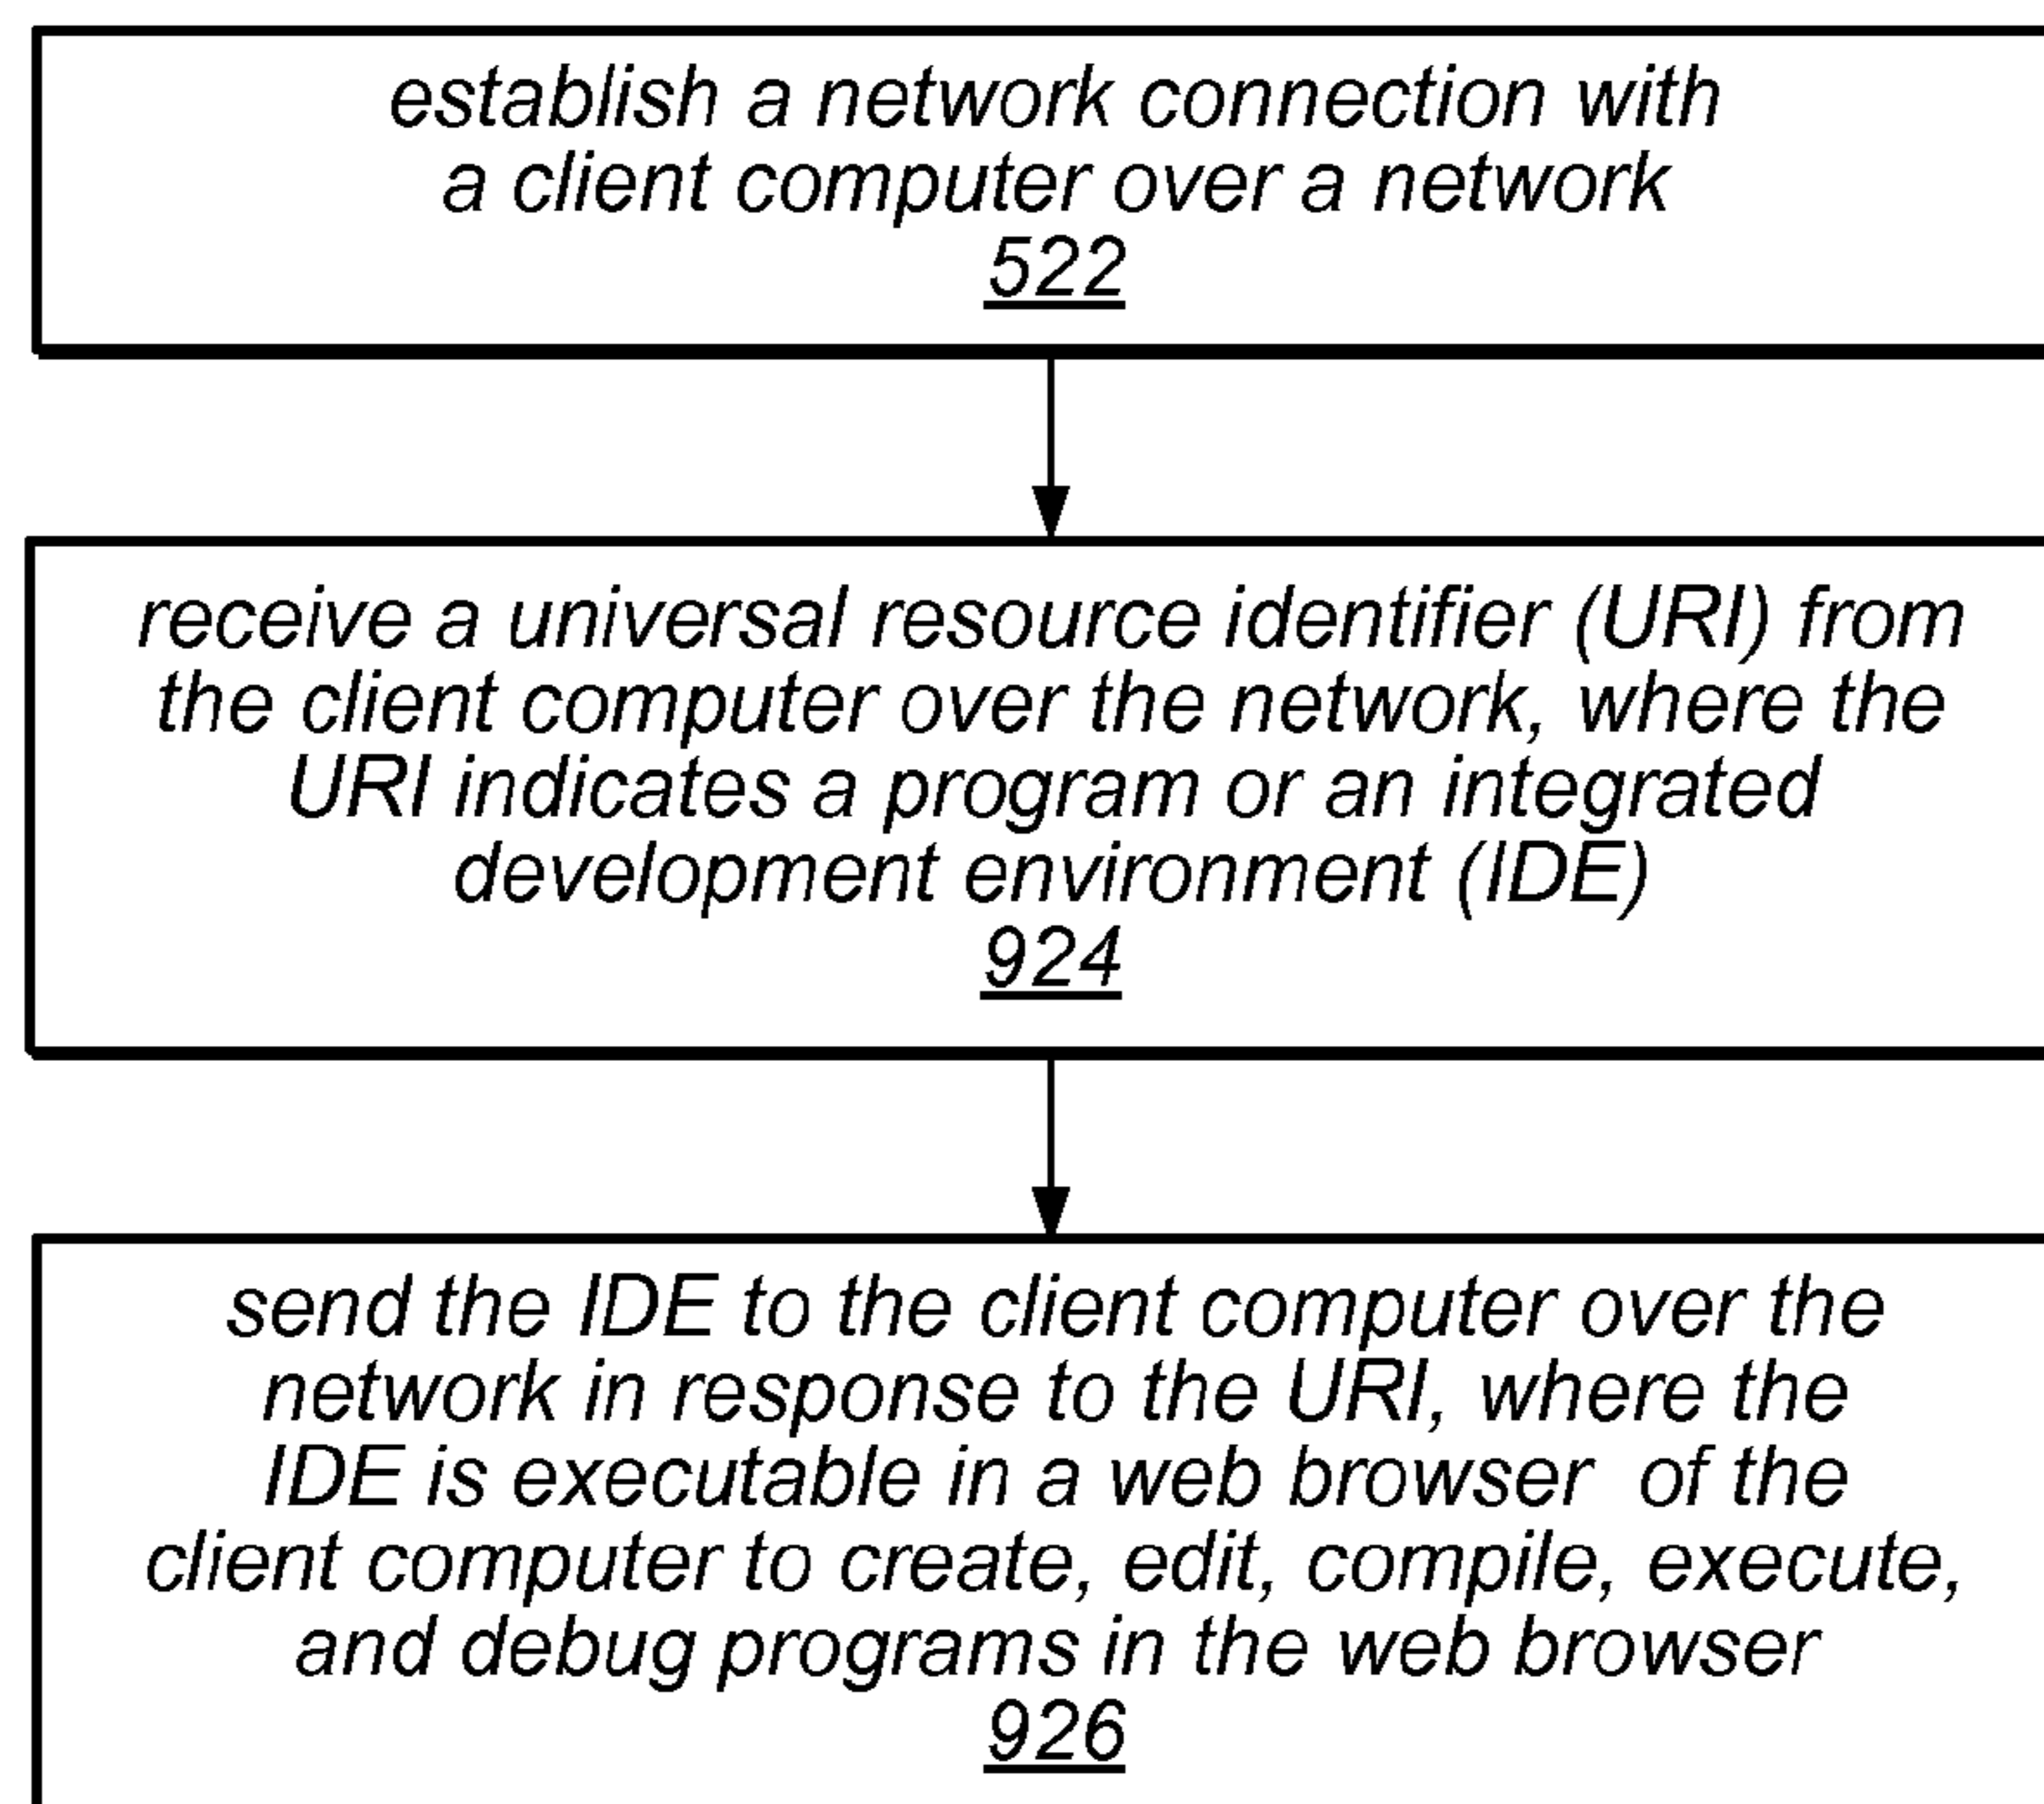 establish a network connection with
a client computer over a network
522
receive a universal resource identifier (URI) from
the client computer over the network, where the
URI indicates a program or an integrated
development environment (IDE)
924
send the IDE to the client computer over the
network in response to the URI, where the
IDE is executable in a web browser of the
client computer to create, edit, compile, execute,
and debug programs in the web browser
926